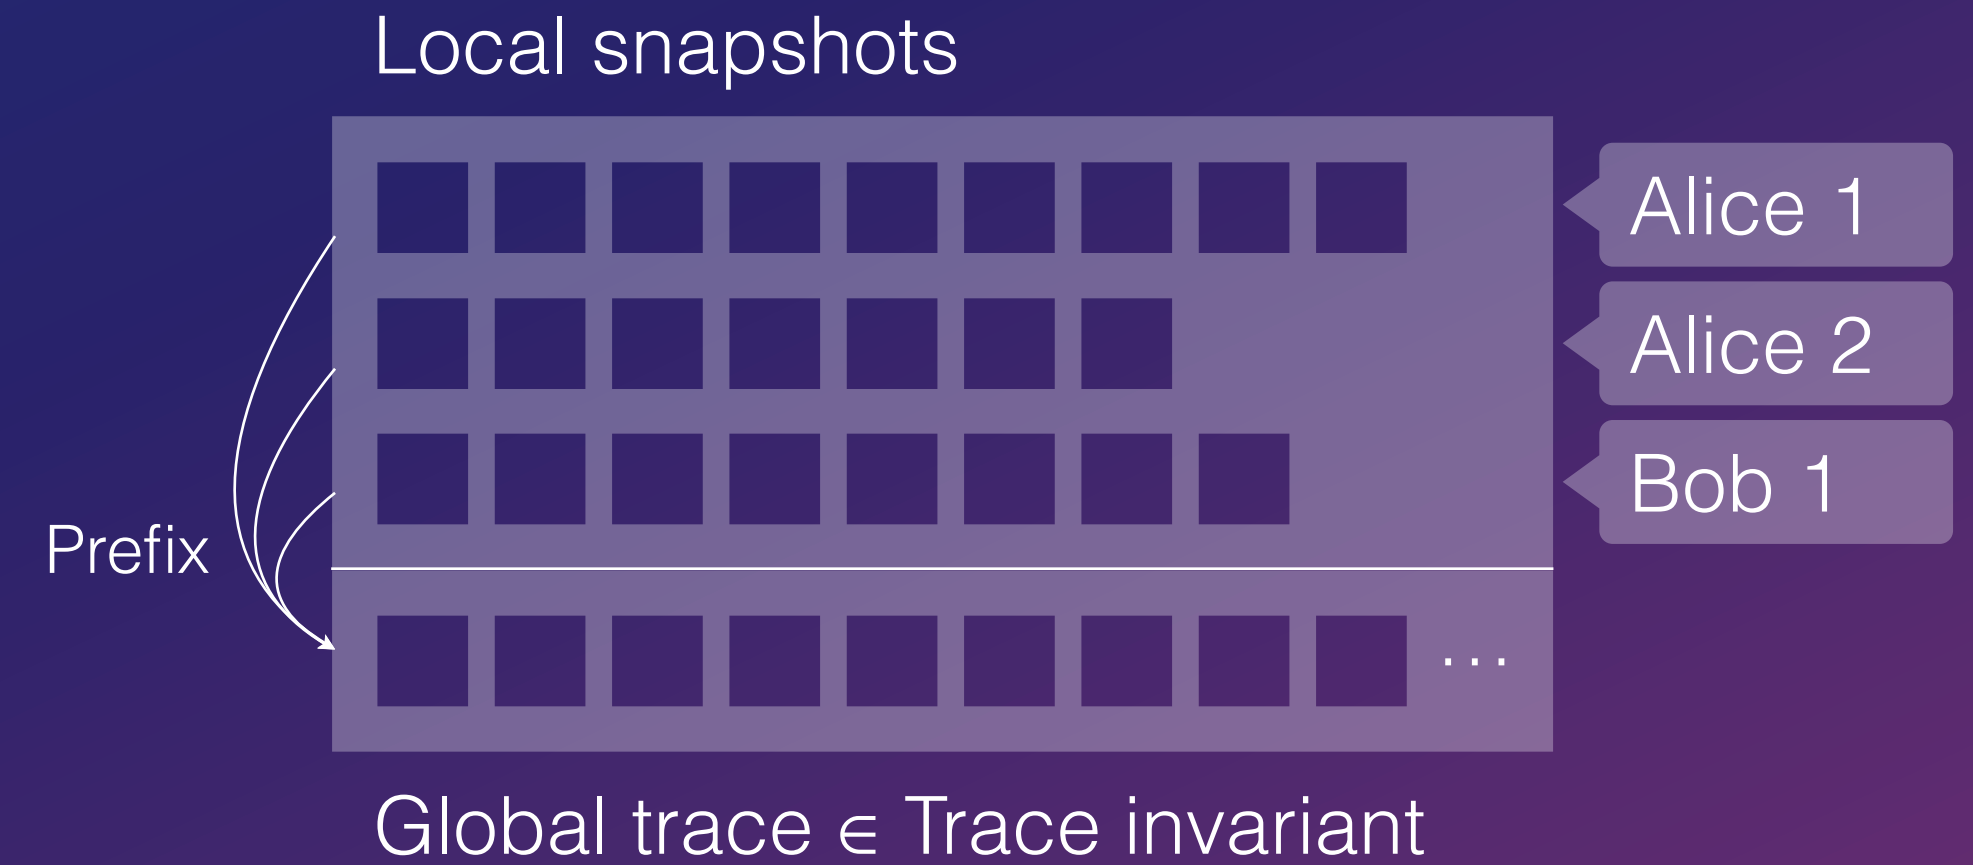 Local snapshots
Alice 1
Alice 2
Bob 1
Prefix
...
Global trace ∈ Trace invariant